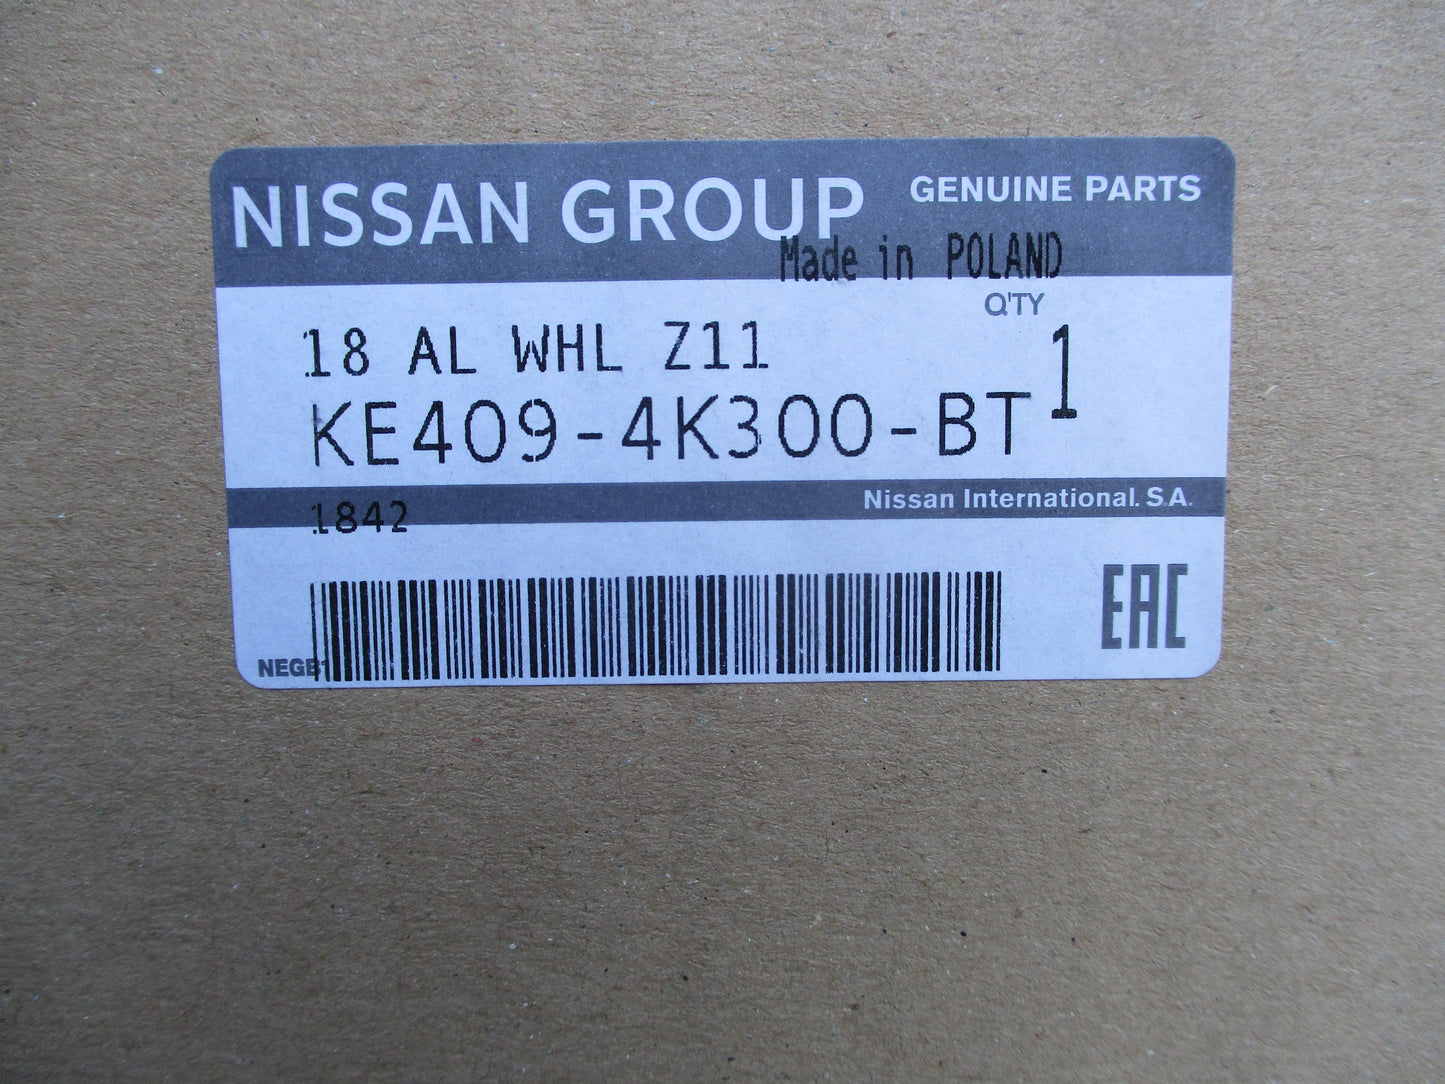 NISSAN GROUP GENUINE PARTS
Made in POLAND
Q'TY
18 AL WHL Z11 1
KE409-4K300-BT
Nissan International. S.A.
1842
EAC
NEGB1